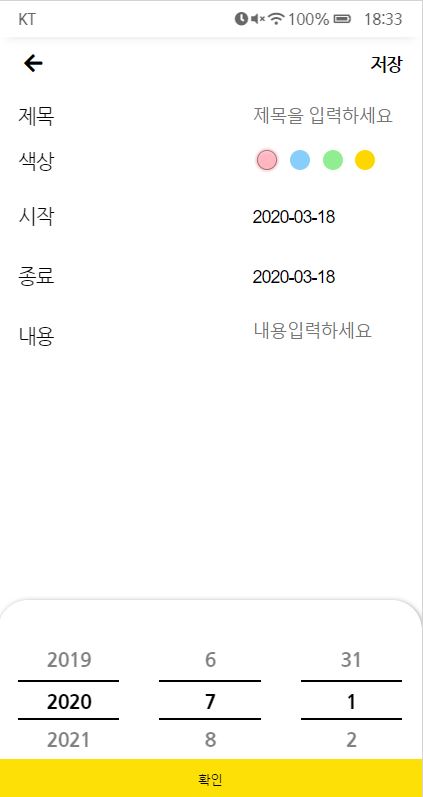 KT 100% 18:33
저장
제목 제목을 입력하세요
색상
시작 2020-03-18
종료 2020-03-18
내용 내용입력하세요
2019 6 31
2020 7 1
2021 8 2
확인